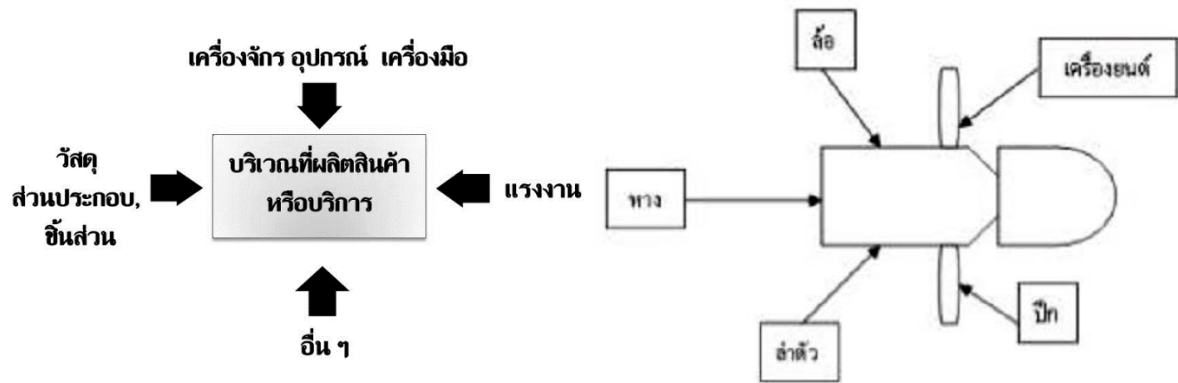 เครื่องจักร อุปกรณ์ เครื่องมือ
วัสดุ
ส่วนประกอบ,
ชิ้นส่วน
บริเวณที่ผลิตสินค้า
หรือบริการ
แรงงาน
อื่น ๆ
ล้อ
เครื่องยนต์
พวง
ลำตัว
ปีก